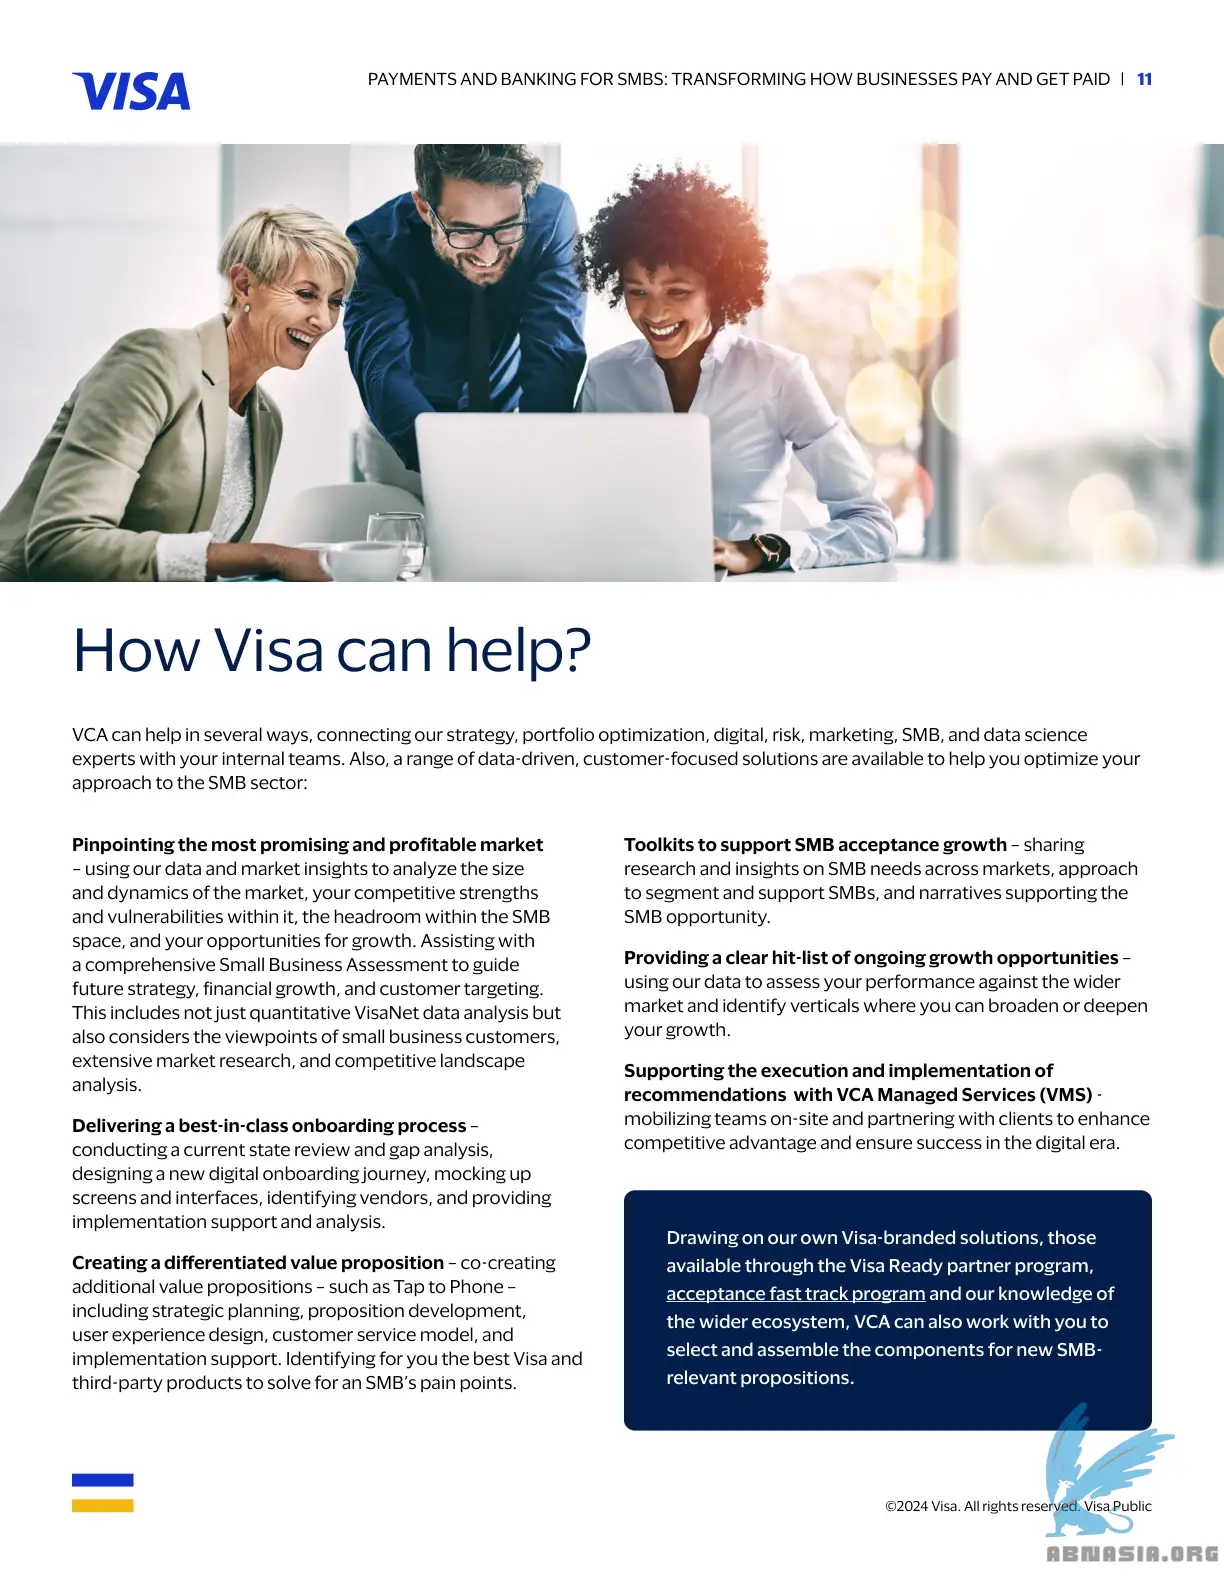 VISA
PAYMENTS AND BANKING FOR SMBS: TRANSFORMING HOW BUSINESSES PAY AND GET PAID | 11
How Visa can help?
VCA can help in several ways, connecting our strategy, portfolio optimization, digital, risk, marketing, SMB, and data science
experts with your internal teams. Also, a range of data-driven, customer-focused solutions are available to help you optimize your
approach to the SMB sector:
Pinpointing the most promising and profitable market
– using our data and market insights to analyze the size
and dynamics of the market, your competitive strengths
and vulnerabilities within it, the headroom within the SMB
space, and your opportunities for growth. Assisting with
a comprehensive Small Business Assessment to guide
future strategy, financial growth, and customer targeting.
This includes not just quantitative VisaNet data analysis but
also considers the viewpoints of small business customers,
extensive market research, and competitive landscape
analysis.
Delivering a best-in-class onboarding process –
conducting a current state review and gap analysis,
designing a new digital onboarding journey, mocking up
screens and interfaces, identifying vendors, and providing
implementation support and analysis.
Creating a differentiated value proposition – co-creating
additional value propositions – such as Tap to Phone –
including strategic planning, proposition development,
user experience design, customer service model, and
implementation support. Identifying for you the best Visa and
third-party products to solve for an SMB's pain points.
Toolkits to support SMB acceptance growth – sharing
research and insights on SMB needs across markets, approach
to segment and support SMBs, and narratives supporting the
SMB opportunity.
Providing a clear hit-list of ongoing growth opportunities –
using our data to assess your performance against the wider
market and identify verticals where you can broaden or deepen
your growth.
Supporting the execution and implementation of
recommendations with VCA Managed Services (VMS) -
mobilizing teams on-site and partnering with clients to enhance
competitive advantage and ensure success in the digital era.
Drawing on our own Visa-branded solutions, those
available through the Visa Ready partner program,
acceptance fast track program and our knowledge of
the wider ecosystem, VCA can also work with you to
select and assemble the components for new SMB-
relevant propositions.
©2024 Visa. All rights reserved. Visa Public
ABNASIA.ORG